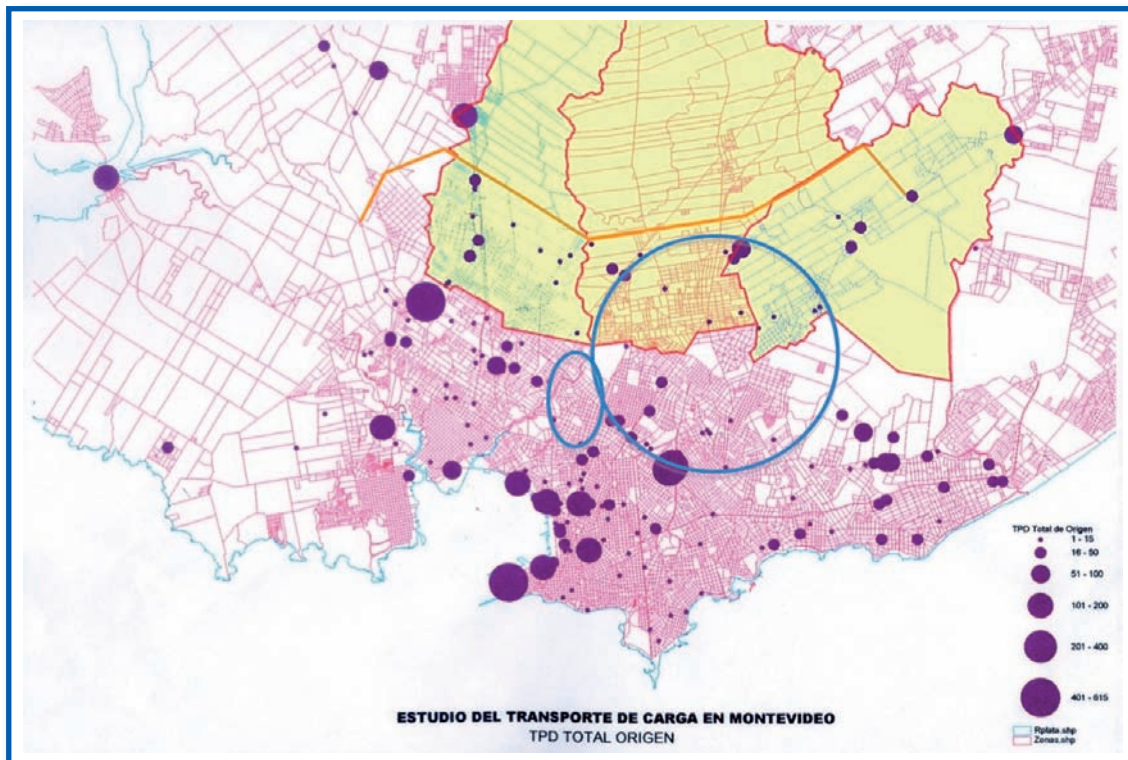 TPD Total de Origen
1 - 15
16 - 50
51 - 100
101 - 200
201 - 400
401 - 615
Rplata.shp
Zonas.shp
ESTUDIO DEL TRANSPORTE DE CARGA EN MONTEVIDEO
TPD TOTAL ORIGEN